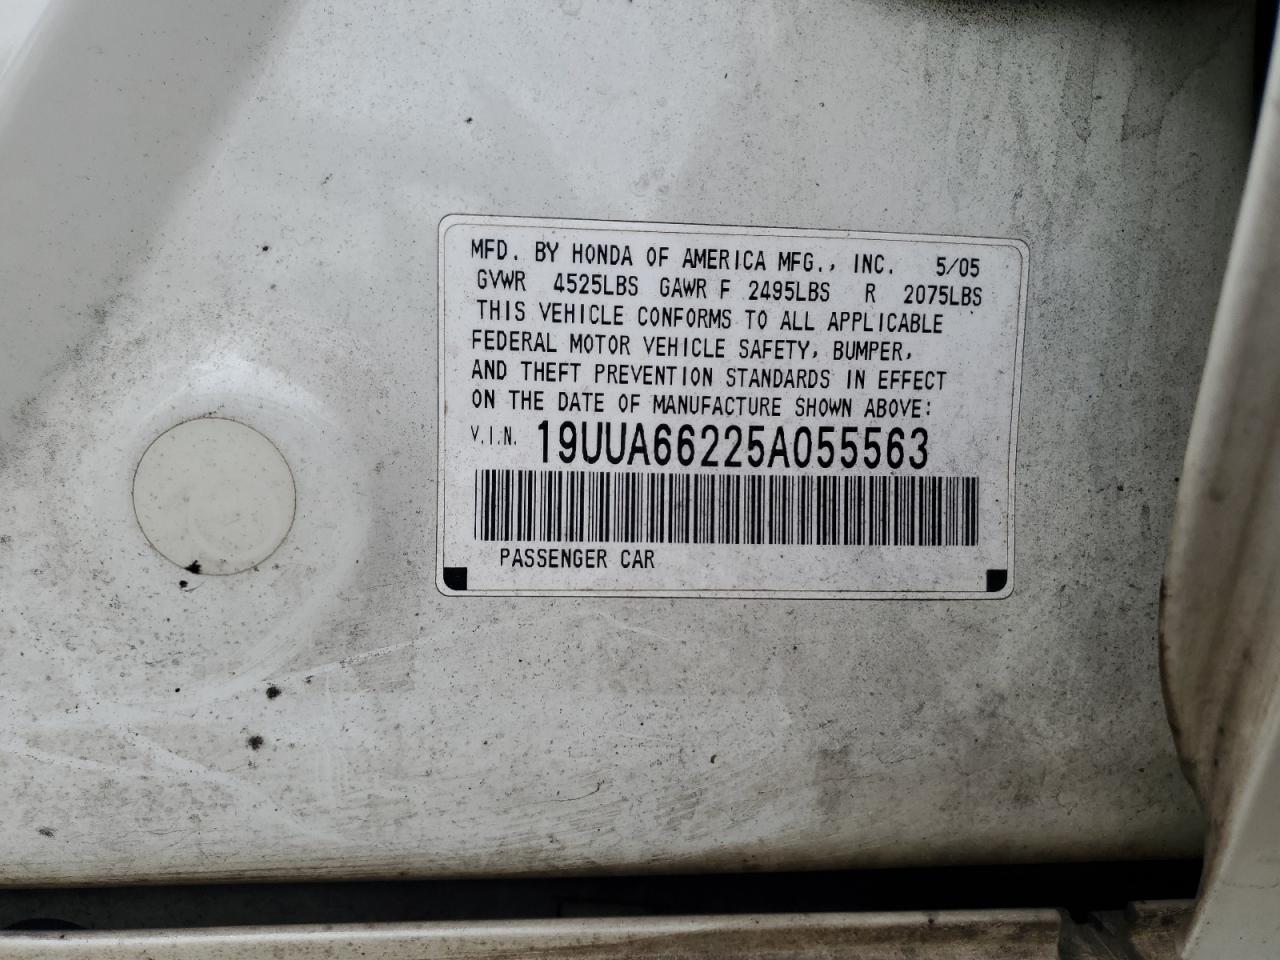 MFD. BY HONDA OF AMERICA MFG., INC. 5/05
GVWR 4525LBS GAWR F 2495LBS R 2075LBS
THIS VEHICLE CONFORMS TO ALL APPLICABLE
FEDERAL MOTOR VEHICLE SAFETY, BUMPER,
AND THEFT PREVENTION STANDARDS IN EFFECT
ON THE DATE OF MANUFACTURE SHOWN ABOVE:
V.I.N. 19UUA66225A055563
PASSENGER CAR